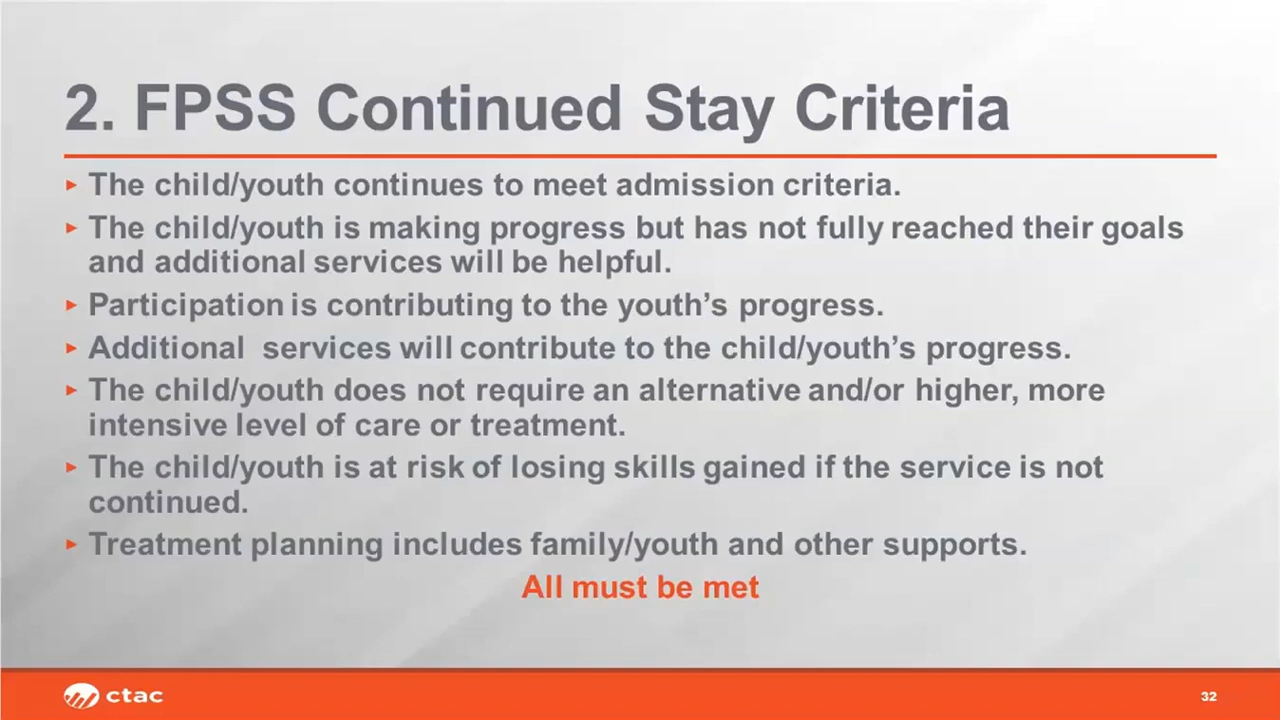 2. FPSS Continued Stay Criteria
▸ The child/youth continues to meet admission criteria.
▸ The child/youth is making progress but has not fully reached their goals
and additional services will be helpful.
▸ Participation is contributing to the youth’s progress.
▸ Additional  services will contribute to the child/youth’s progress.
▸ The child/youth does not require an alternative and/or higher, more
intensive level of care or treatment.
▸ The child/youth is at risk of losing skills gained if the service is not
continued.
▸ Treatment planning includes family/youth and other supports.
All must be met
ctac
32